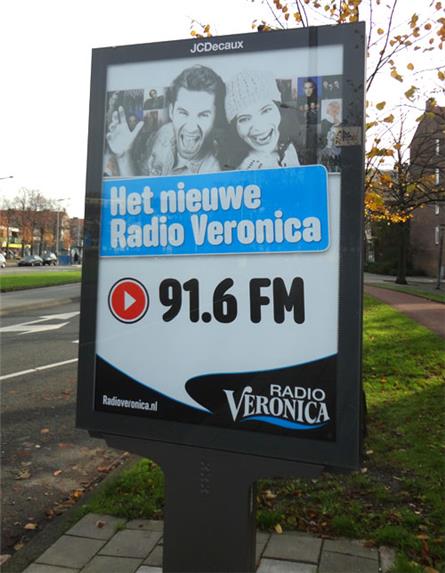 JCDecaux
Het nieuwe
Radio Veronica
91.6 FM
RADIO
VERONICA
Radioveronica.nl